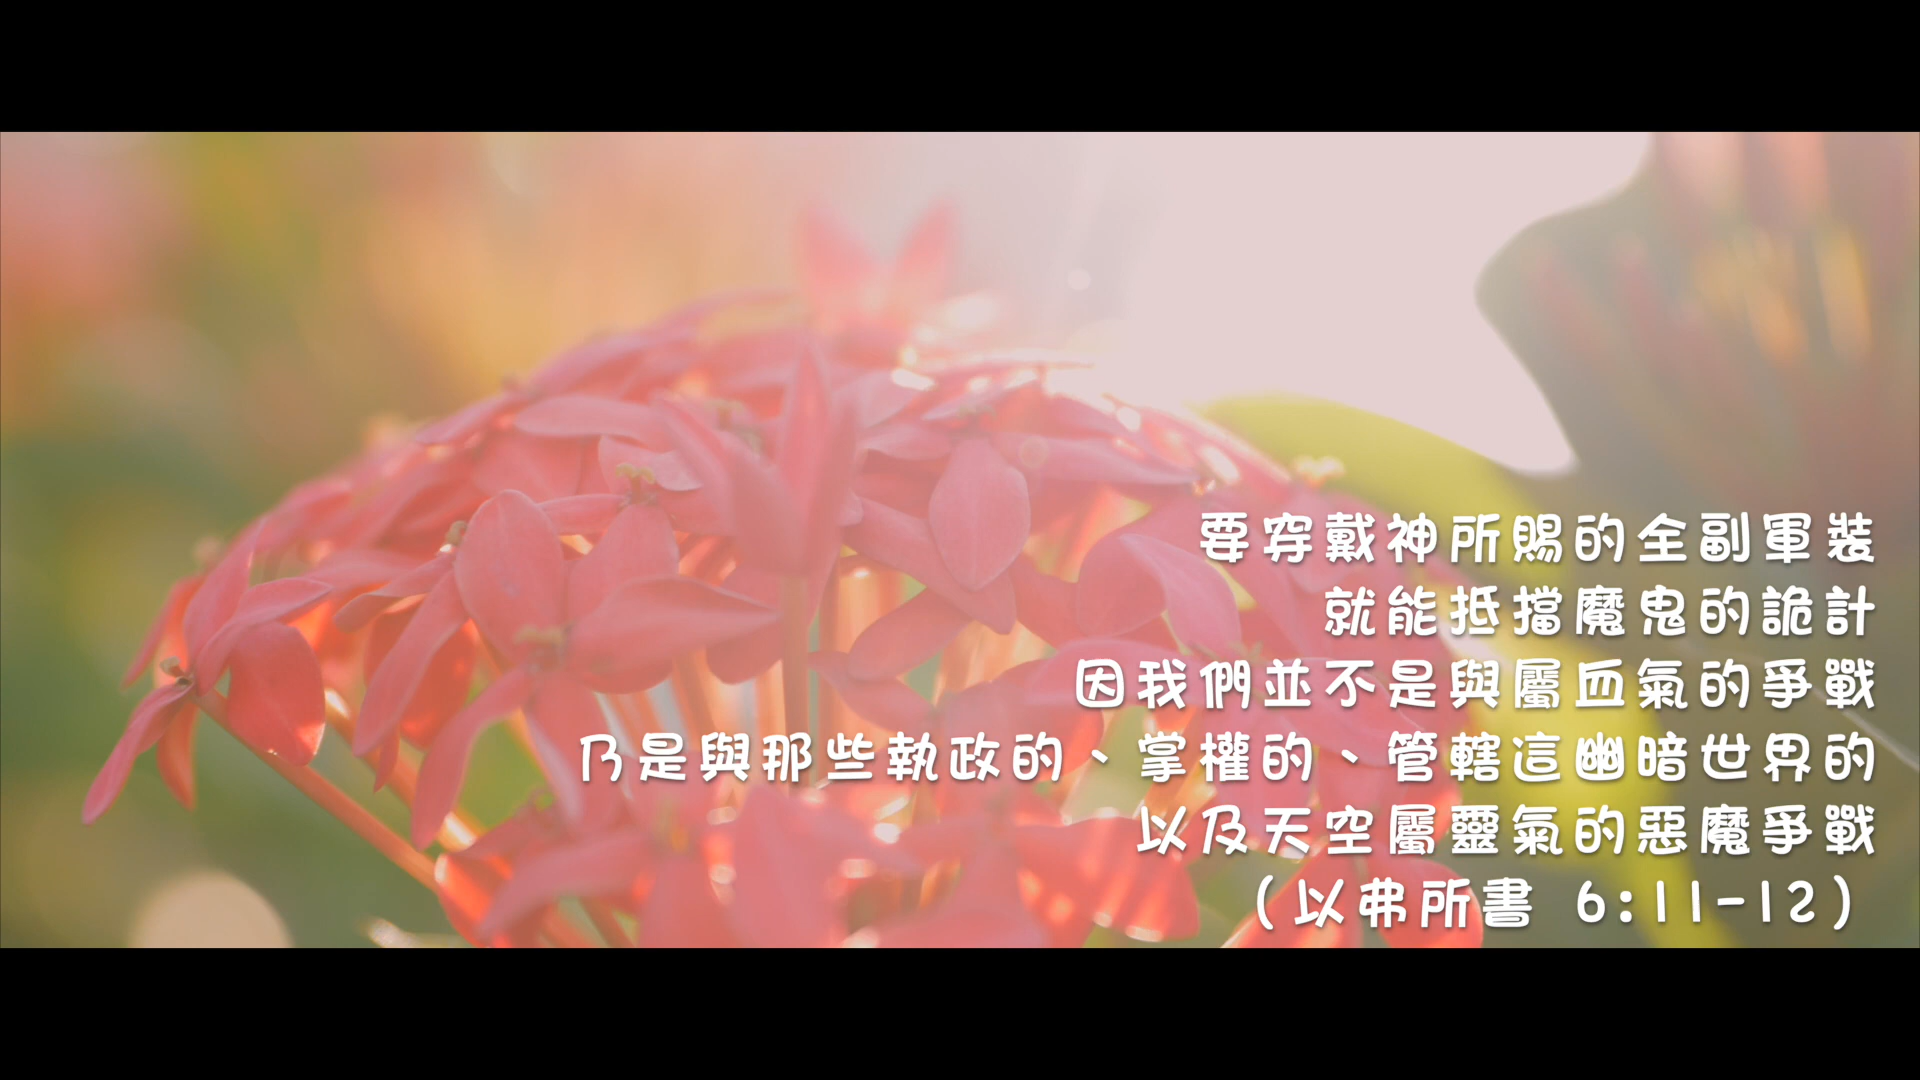 要穿戴神所賜的全副軍裝
就能抵擋魔鬼的詭計
因我們並不是與屬血氣的爭戰
乃是與那些執政的、掌權的、管轄這幽暗世界的
以及天空屬靈氣的惡魔爭戰
(以弗所書 6:11-12)